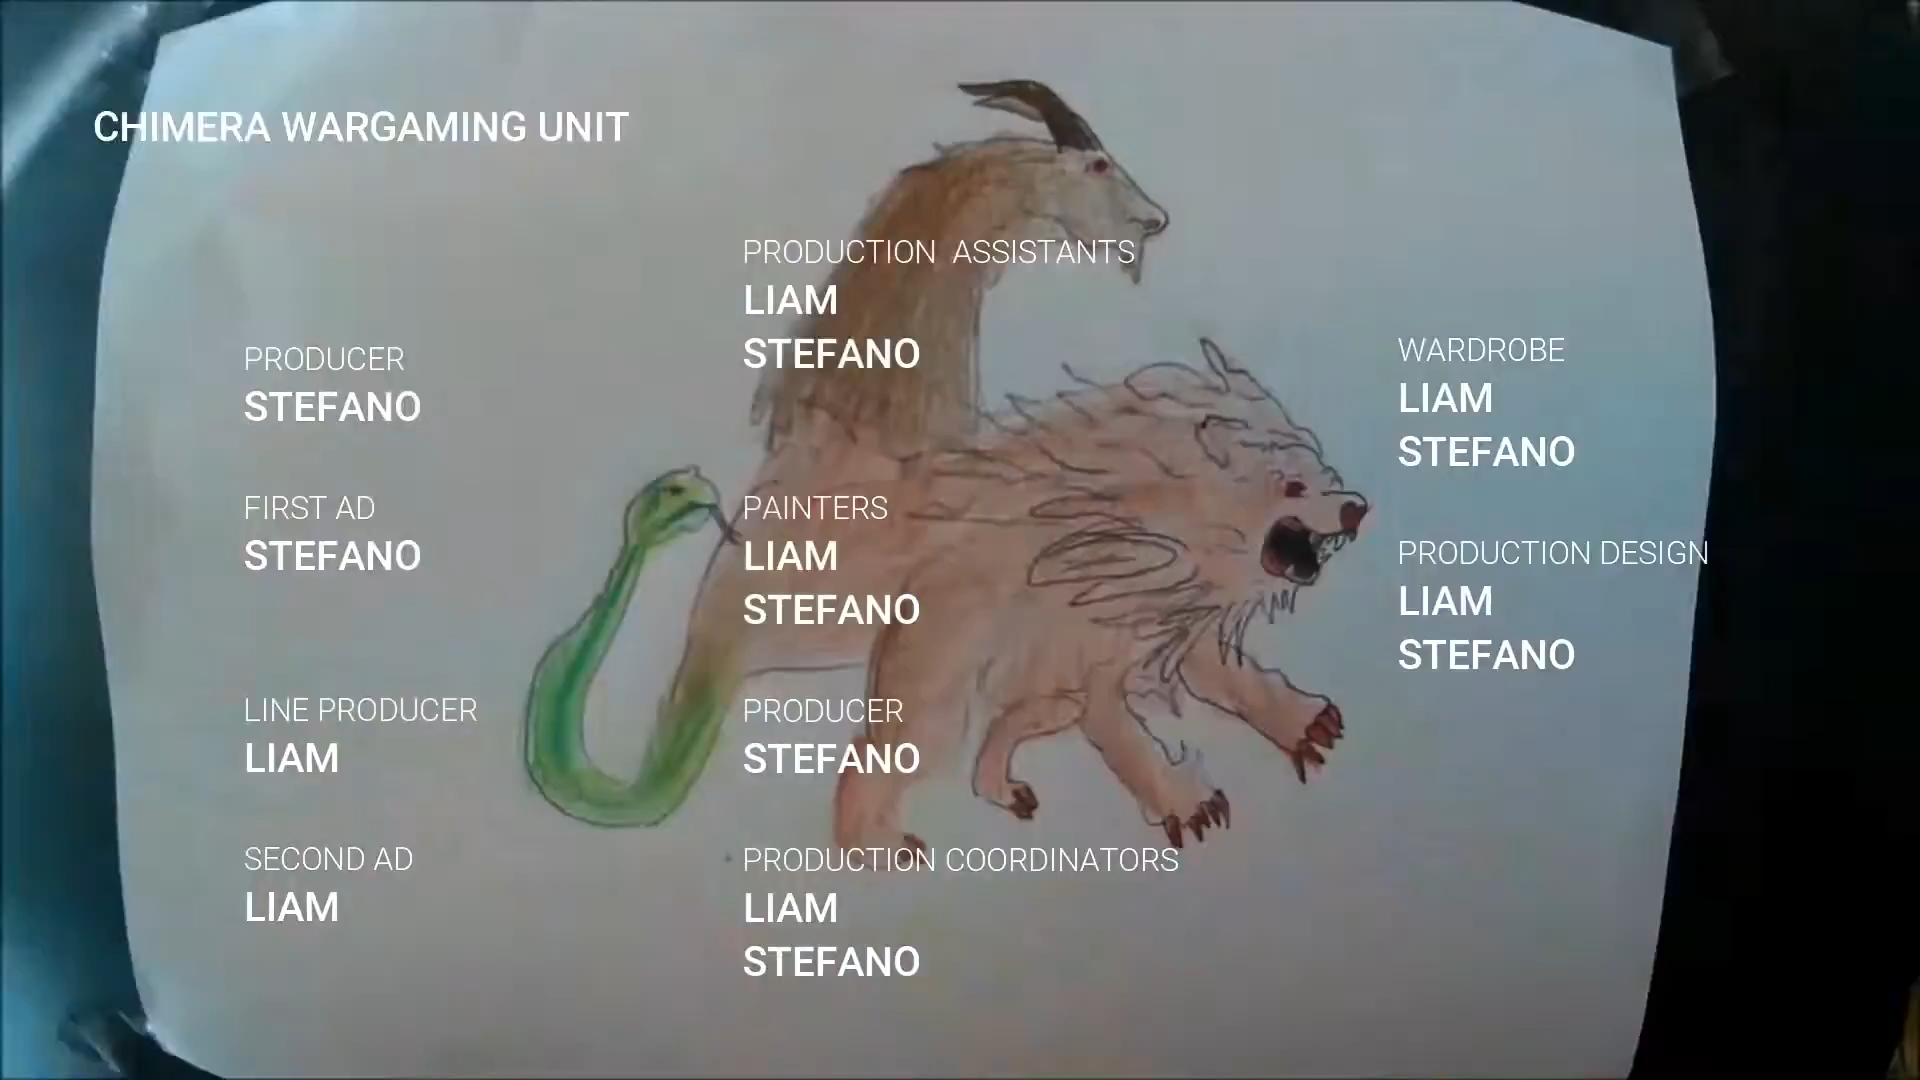 CHIMERA WARGAMING UNIT
PRODUCER
STEFANO
FIRST AD
STEFANO
LINE PRODUCER
LIAM
SECOND AD
LIAM
PRODUCTION  ASSISTANTS
LIAM
STEFANO
PAINTERS
LIAM
STEFANO
PRODUCER
STEFANO
PRODUCTION COORDINATORS
LIAM
STEFANO
WARDROBE
LIAM
STEFANO
PRODUCTION DESIGN
LIAM
STEFANO